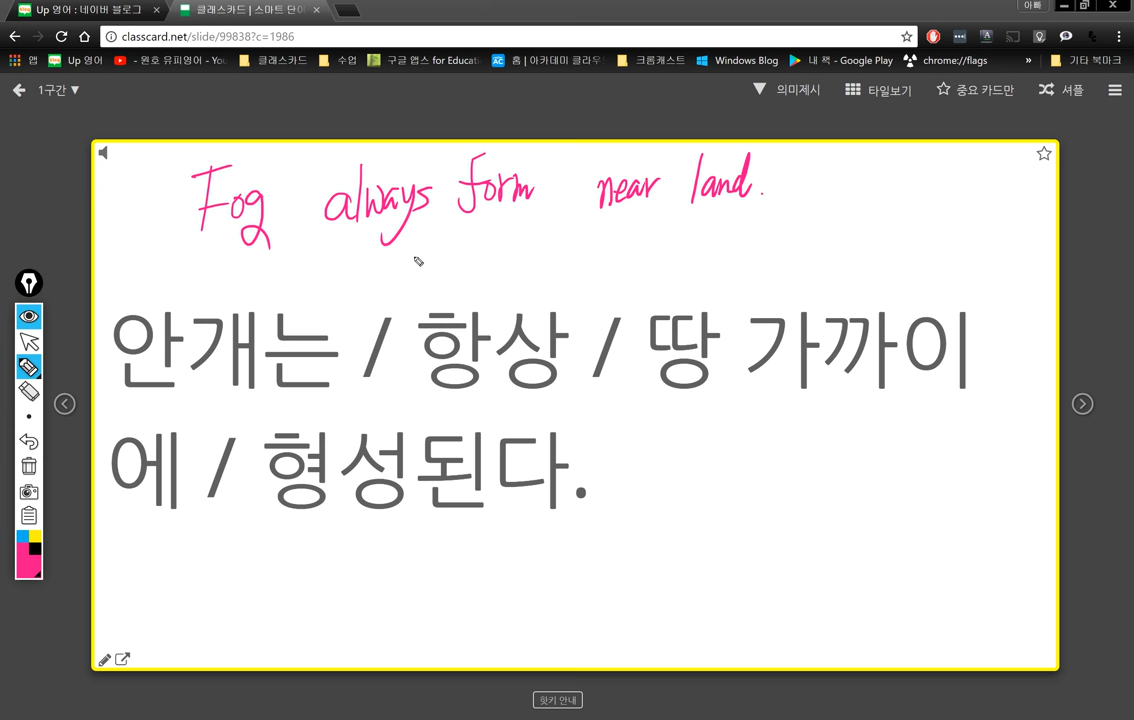 Up 영어 : 네이버 블로그
클래스카드 | 스마트 단어
아빠
classcard.net/slide/99838?c=1986
앱
Up 영어
- 원호 유피영어 - You
클래스카드
수업
구글 앱스 for Educati
홈 | 아카데미 클라우드
크롬캐스트
Windows Blog
내 책 - Google Play
chrome://flags
»
기타 북마크
1구간 ▼
의미제시
타일보기
중요 카드만
셔플
Fog always form near land.
안개는 / 항상 / 땅 가까이
에 / 형성된다.
핫키 안내